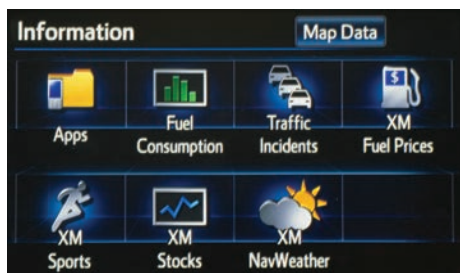 Information
Map Data
Apps
Fuel
Consumption
Traffic
Incidents
$
XM
Fuel Prices
XM
Sports
XM
Stocks
XM
NavWeather